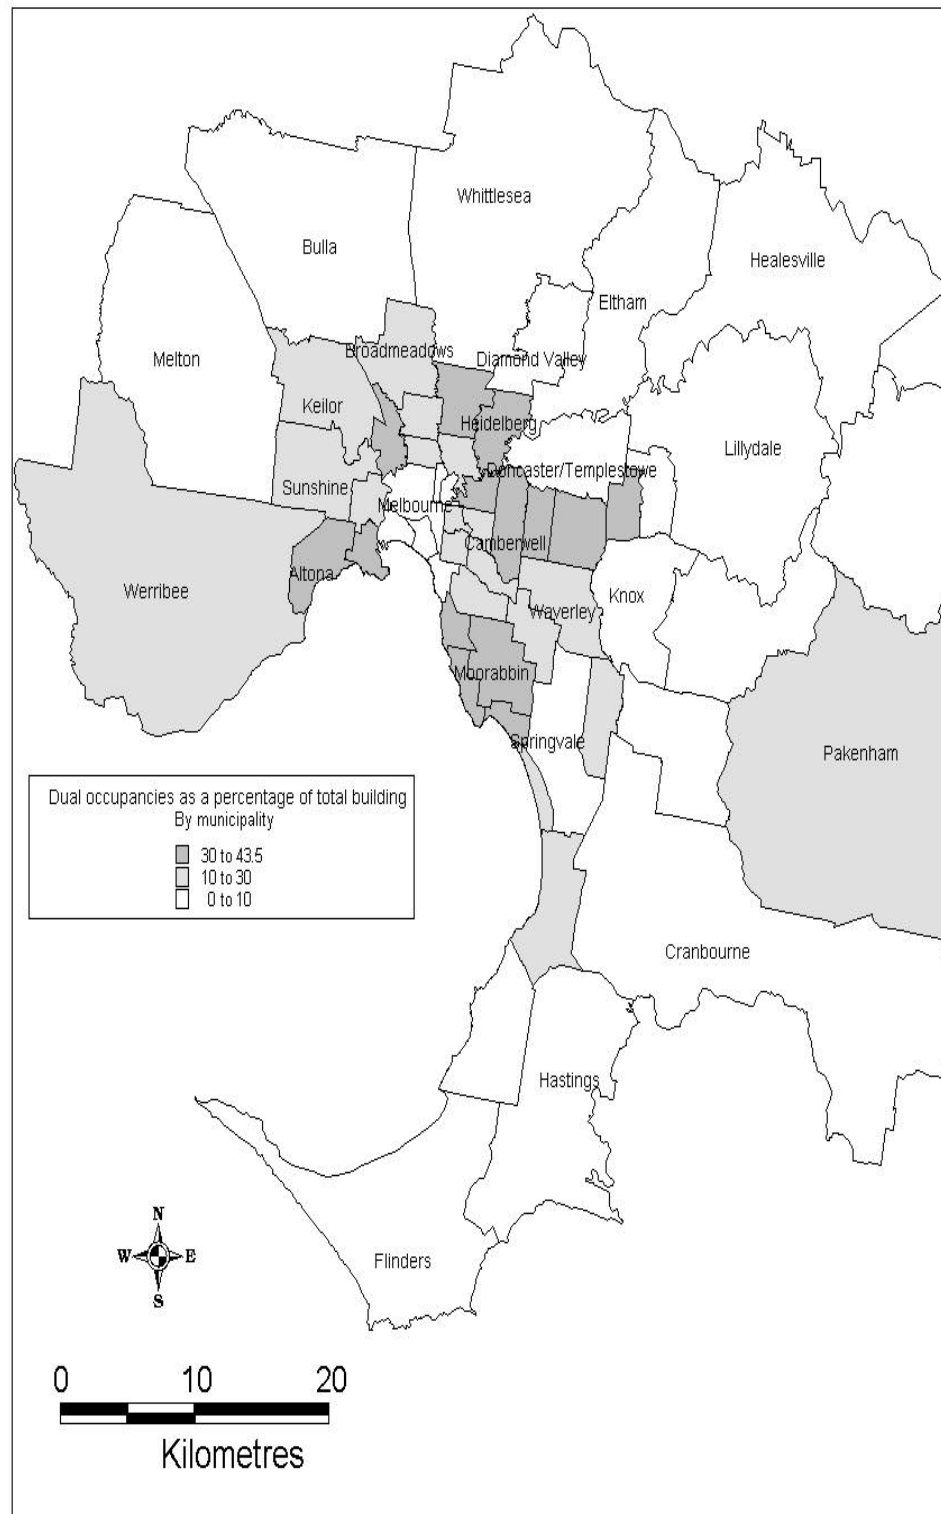 Whittlesea
Bulla
Healesville
Eltham
Broadmeadows
Melton
Diamond Valley
Keilor
Heidelberg
Lillydale
Doncaster/Templestowe
Sunshine
Melbourne
Camberwell
Altona
Werribee
Knox
Waverley
Moorabbin
Springvale
Pakenham
Dual occupancies as a percentage of total building
By municipality
30 to 43.5
10 to 30
0 to 10
Cranbourne
Hastings
N
W E
S
Flinders
0 10 20
Kilometres